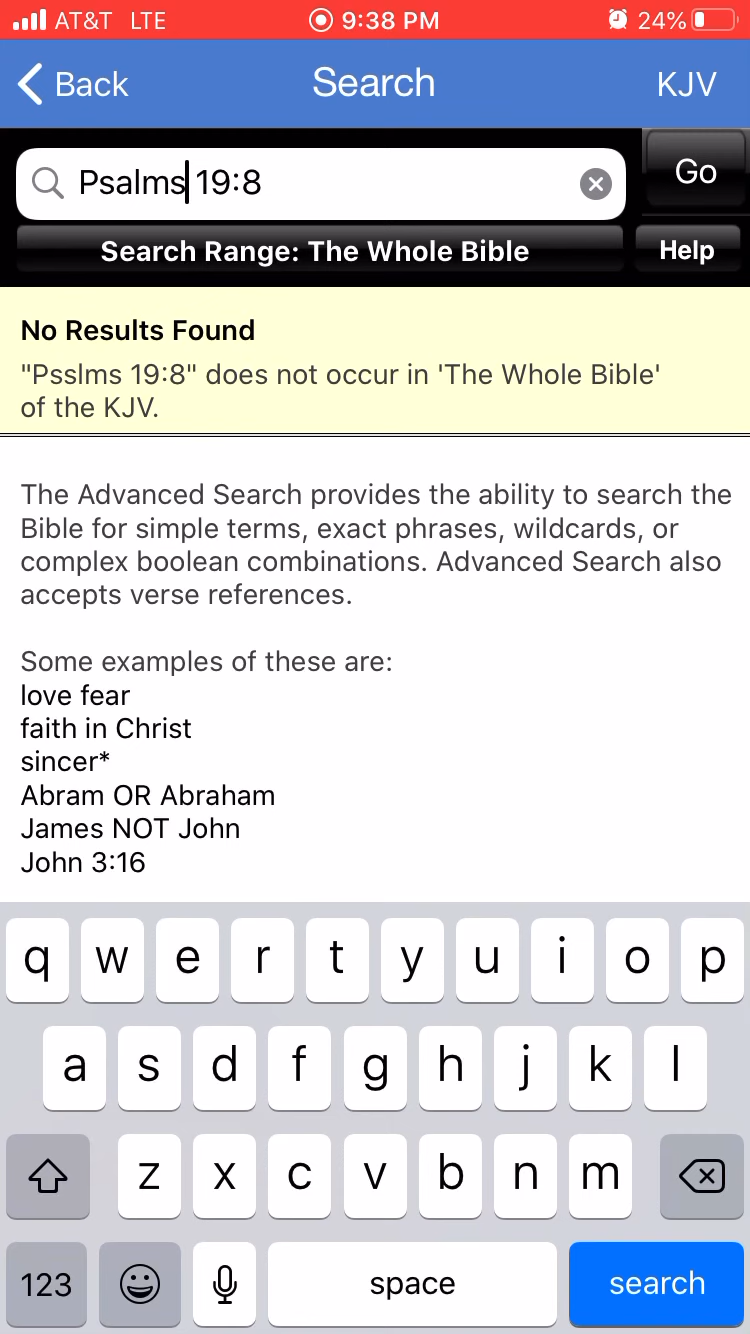 AT&T LTE 9:38 PM 24%
Back Search KJV
Psalms 19:8 Go
Search Range: The Whole Bible Help
No Results Found
"Psslms 19:8" does not occur in 'The Whole Bible'
of the KJV.
The Advanced Search provides the ability to search the
Bible for simple terms, exact phrases, wildcards, or
complex boolean combinations. Advanced Search also
accepts verse references.
Some examples of these are:
love fear
faith in Christ
sincer*
Abram OR Abraham
James NOT John
John 3:16
q w e r t y u i o p
a s d f g h j k l
z x c v b n m
123 space search